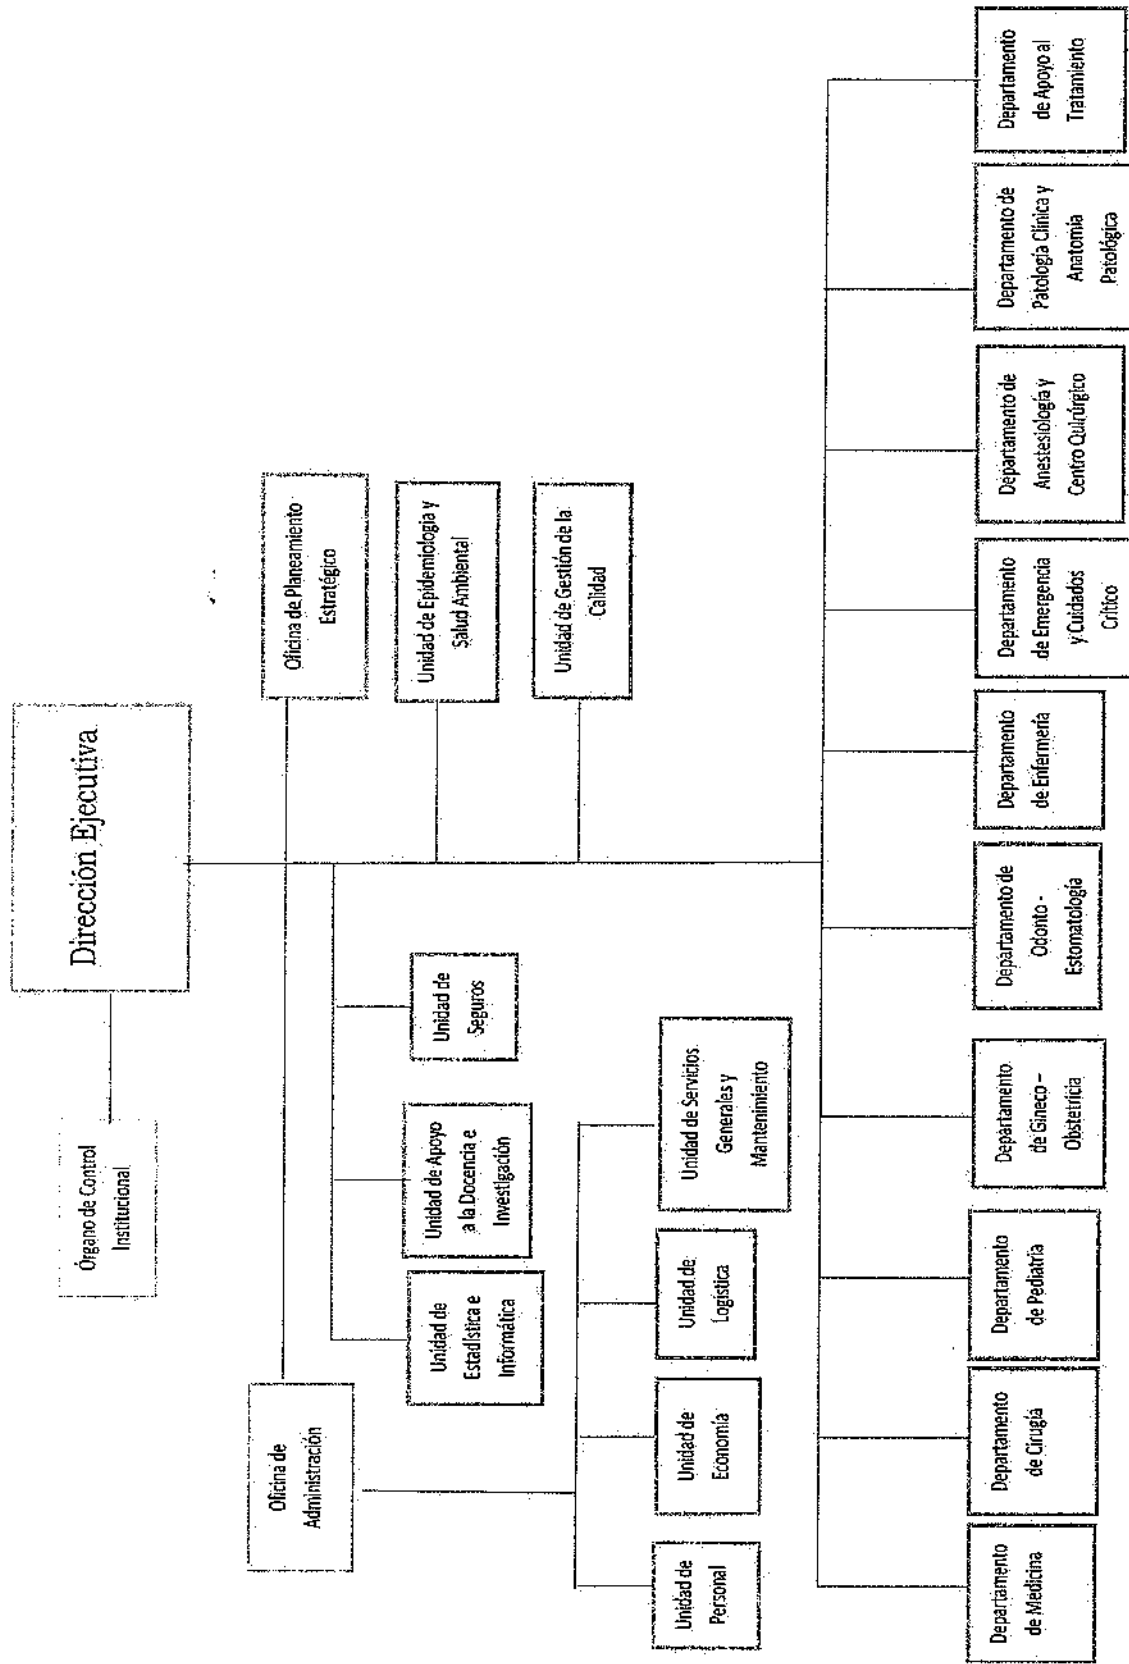 Dirección Ejecutiva
Órgano de Control
Institucional
Oficina de Planeamiento
Estratégico
Oficina de
Administración
Unidad de Epidemiología y
Salud Ambiental
Unidad de Gestión de la
Calidad
Unidad de
Estadística e
Informática
Unidad de Apoyo
a la Docencia e
Investigación
Unidad de
Seguros
Unidad de
Personal
Unidad de
Economía
Unidad de
Logística
Unidad de Servicios
Generales y
Mantenimiento
Departamento
de Medicina
Departamento
de Cirugía
Departamento
de Pediatría
Departamento
de Gineco –
Obstetricia
Departamento de
Odonto -
Estomatología
Departamento
de Enfermería
Departamento
de Emergencia
y Cuidados
Crítico
Departamento de
Anestesiología y
Centro Quirúrgico
Departamento de
Patología Clínica y
Anatomía
Patológica
Departamento
de Apoyo al
Tratamiento